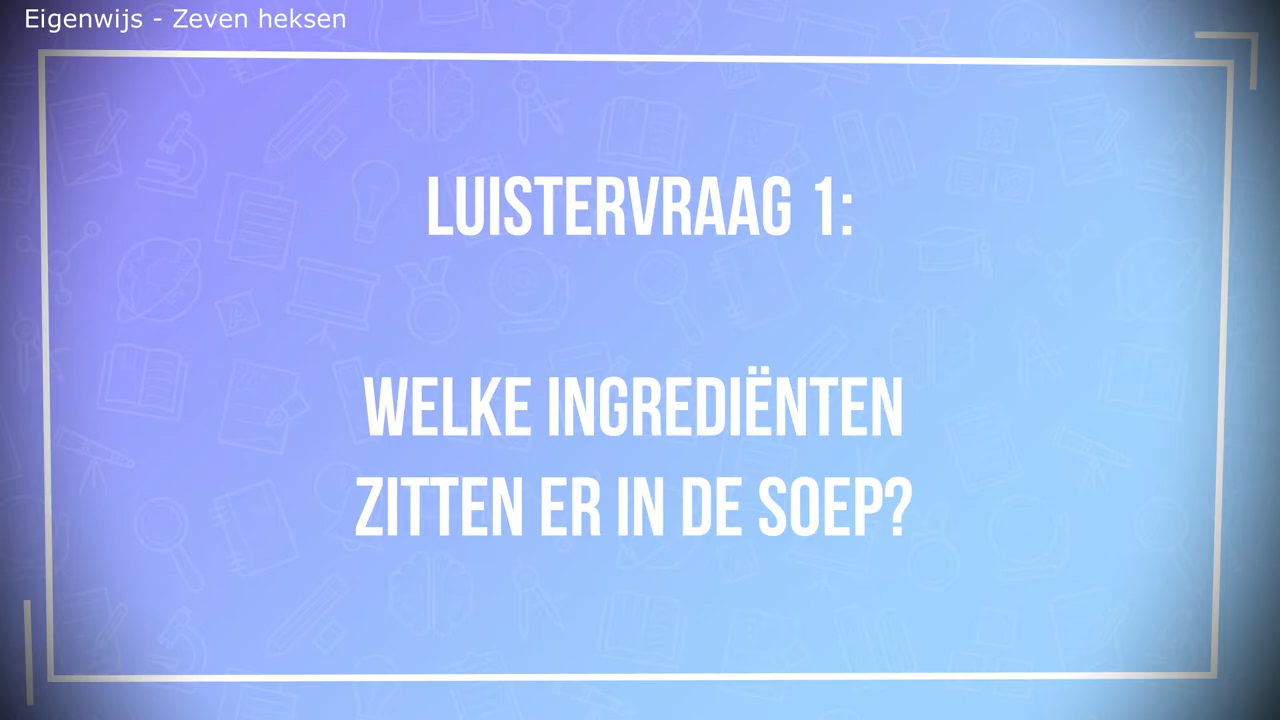 Eigenwijs - Zeven heksen
LUISTERVRAAG 1:
WELKE INGREDIËNTEN
ZITTEN ER IN DE SOEP?